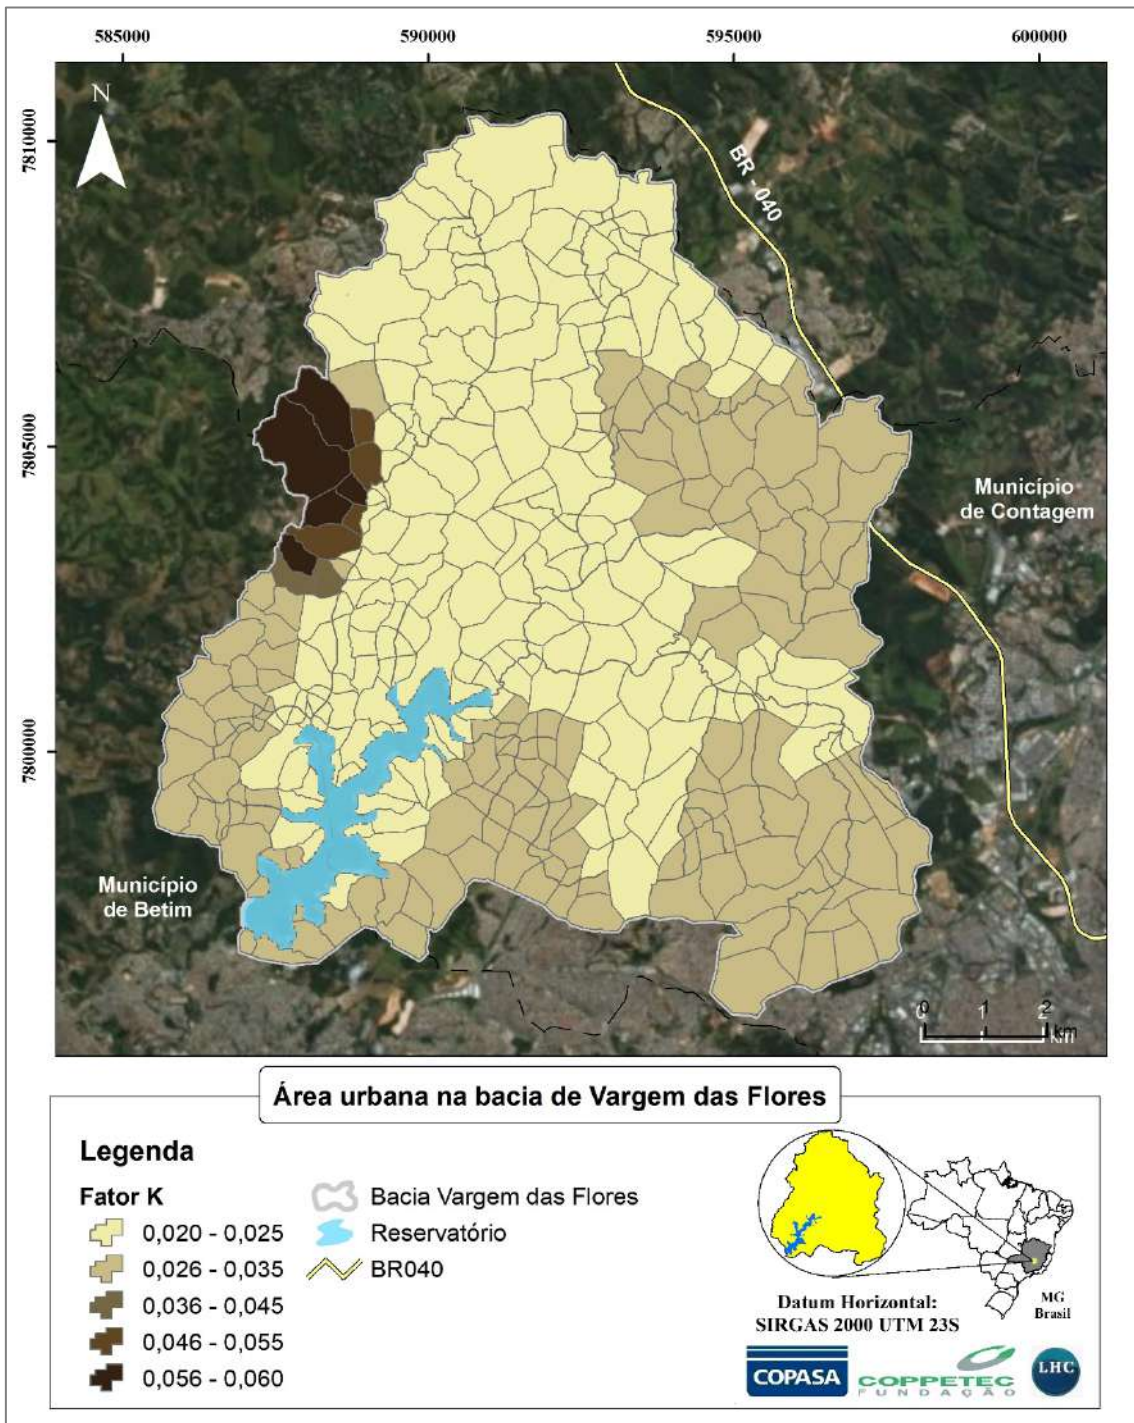 585000
590000
595000
600000
7810000
7805000
7800000
N
BR - 040
Município
de Contagem
Município
de Betim
0 1 2
km
Área urbana na bacia de Vargem das Flores
Legenda
Fator K
0,020 - 0,025
0,026 - 0,035
0,036 - 0,045
0,046 - 0,055
0,056 - 0,060
Bacia Vargem das Flores
Reservatório
BR040
MG
Brasil
Datum Horizontal:
SIRGAS 2000 UTM 23S
COPASA
COPPETEC
FUNDAÇÃO
LHC